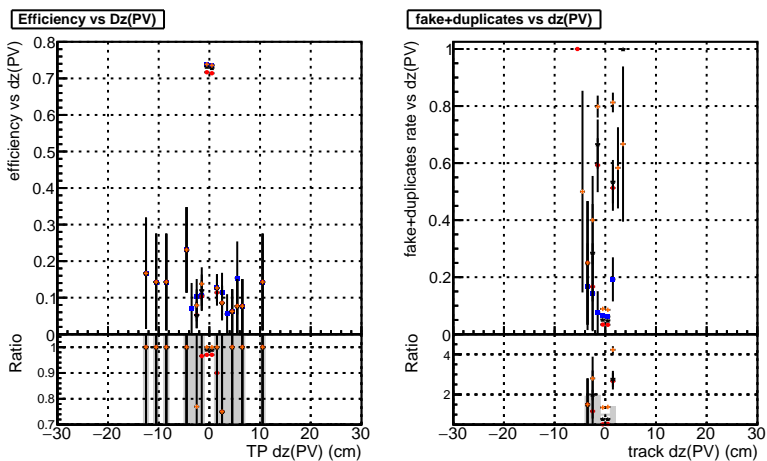 Efficiency vs Dz(PV)
efficiency vs dz(PV)
0.8
0.7
0.6
0.5
0.4
0.3
0.2
0.1
0
Ratio
1
0.9
0.8
0.7
−30 −20 −10 0 10 20 30
TP dz(PV) (cm)
fake+duplicates vs dz(PV)
fake+duplicates rate vs dz(PV)
1
0.8
0.6
0.4
0.2
0
Ratio
4
2
−30 −20 −10 0 10 20 30
track dz(PV) (cm)